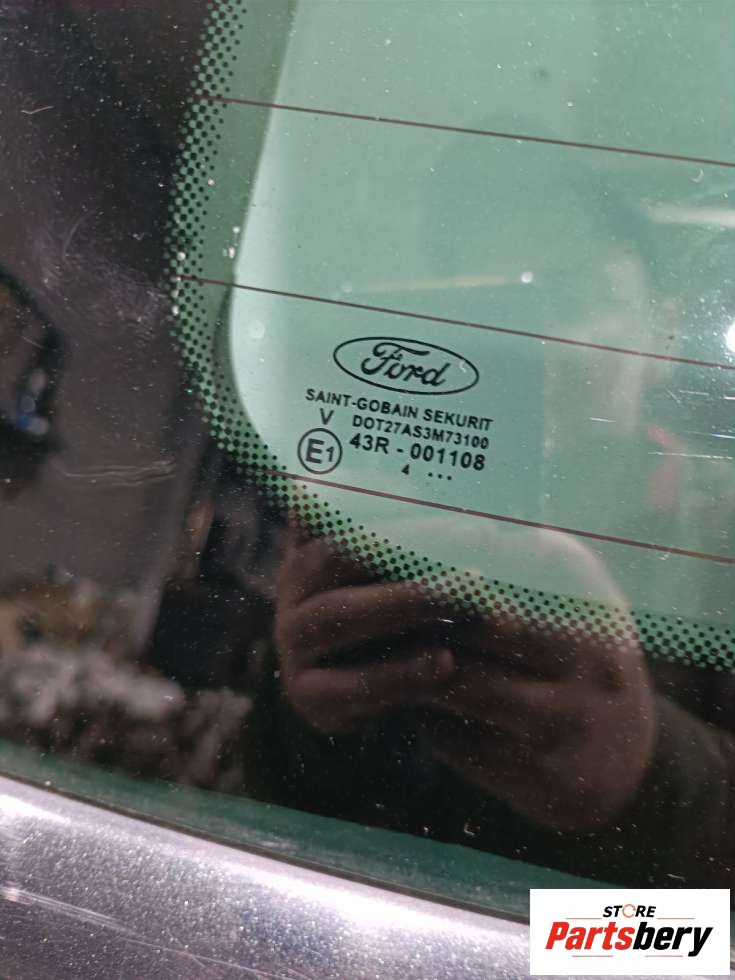 Ford
SAINT-GOBAIN SEKURIT
V DOT27AS3M73100
E1 43R - 001108
4 ...
STORE
Partsbery